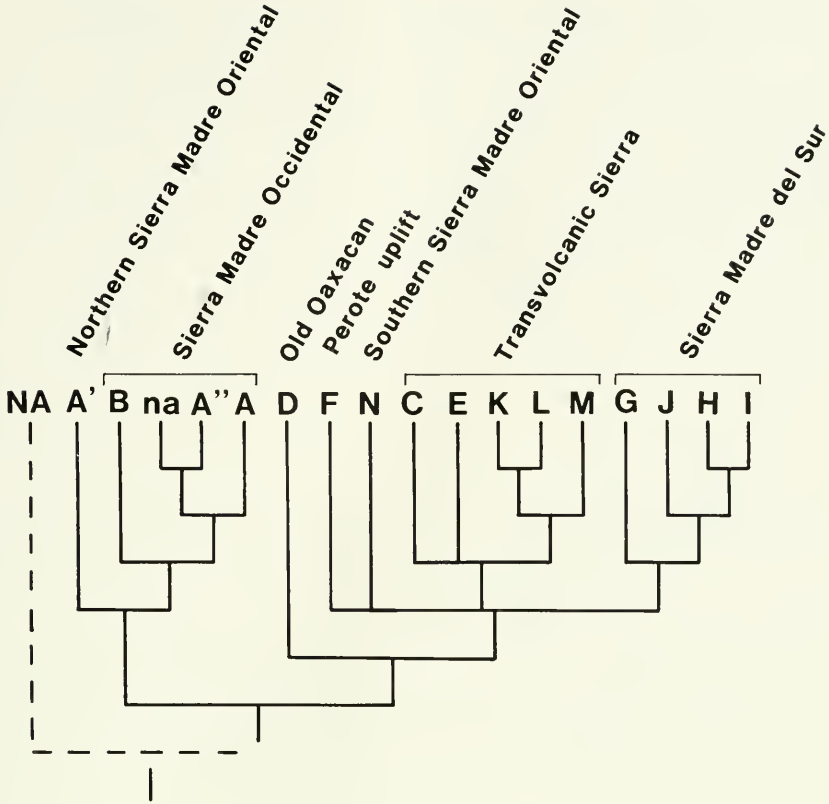 Northern Sierra Madre Oriental
Sierra Madre Occidental
Old Oaxacan
Perote uplift
Southern Sierra Madre Oriental
Transvolcanic Sierra
Sierra Madre del Sur
NA A' B na A" A D F N C E K L M G J H I